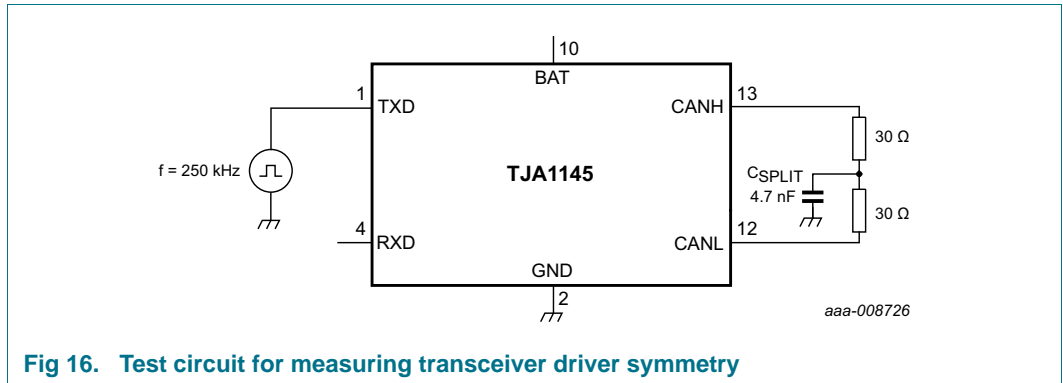 10
BAT
1
TXD
CANH
13
30 Ω
f = 250 kHz
TJA1145
CSPLIT
4.7 nF
30 Ω
4
RXD
CANL
12
GND
2
aaa-008726
Fig 16. Test circuit for measuring transceiver driver symmetry